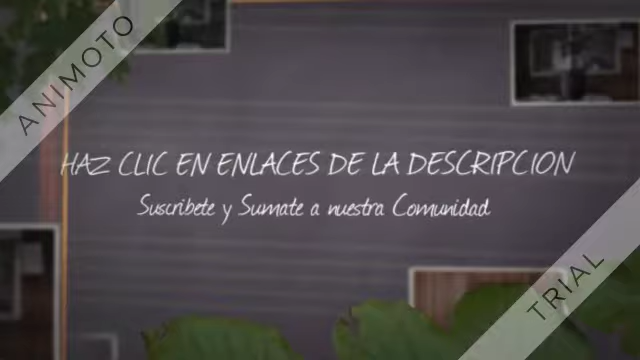 ANIMOTO
HAZ CLIC EN ENLACES DE LA DESCRIPCION
Suscribete y Sumate a nuestra Comunidad
TRIAL